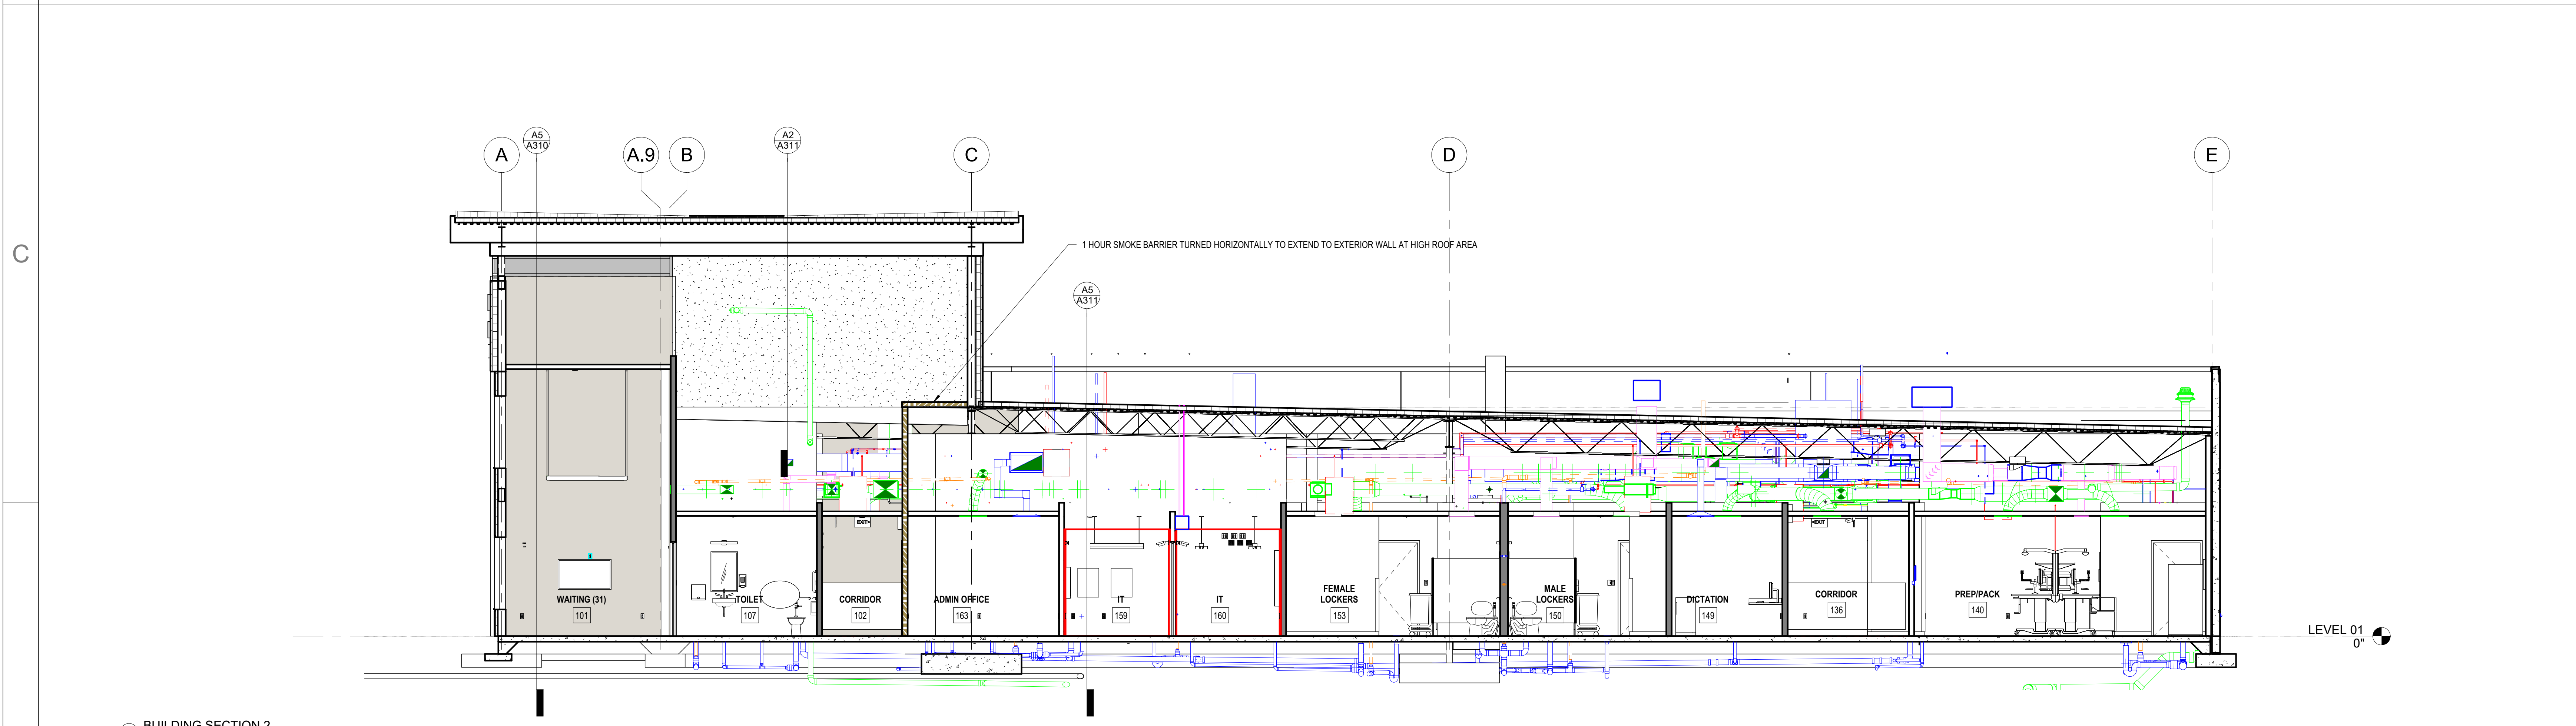 A5
A310
A2
A311
A
A.9
B
C
D
E
C
1 HOUR SMOKE BARRIER TURNED HORIZONTALLY TO EXTEND TO EXTERIOR WALL AT HIGH ROOF AREA
A5
A311
EXIT
EXIT
WAITING (31)
101
TOILET
107
CORRIDOR
102
ADMIN OFFICE
163
IT
159
IT
160
FEMALE
LOCKERS
153
MALE
LOCKERS
150
DICTATION
149
CORRIDOR
136
PREP/PACK
140
LEVEL 01
0"
BUILDING SECTION 2